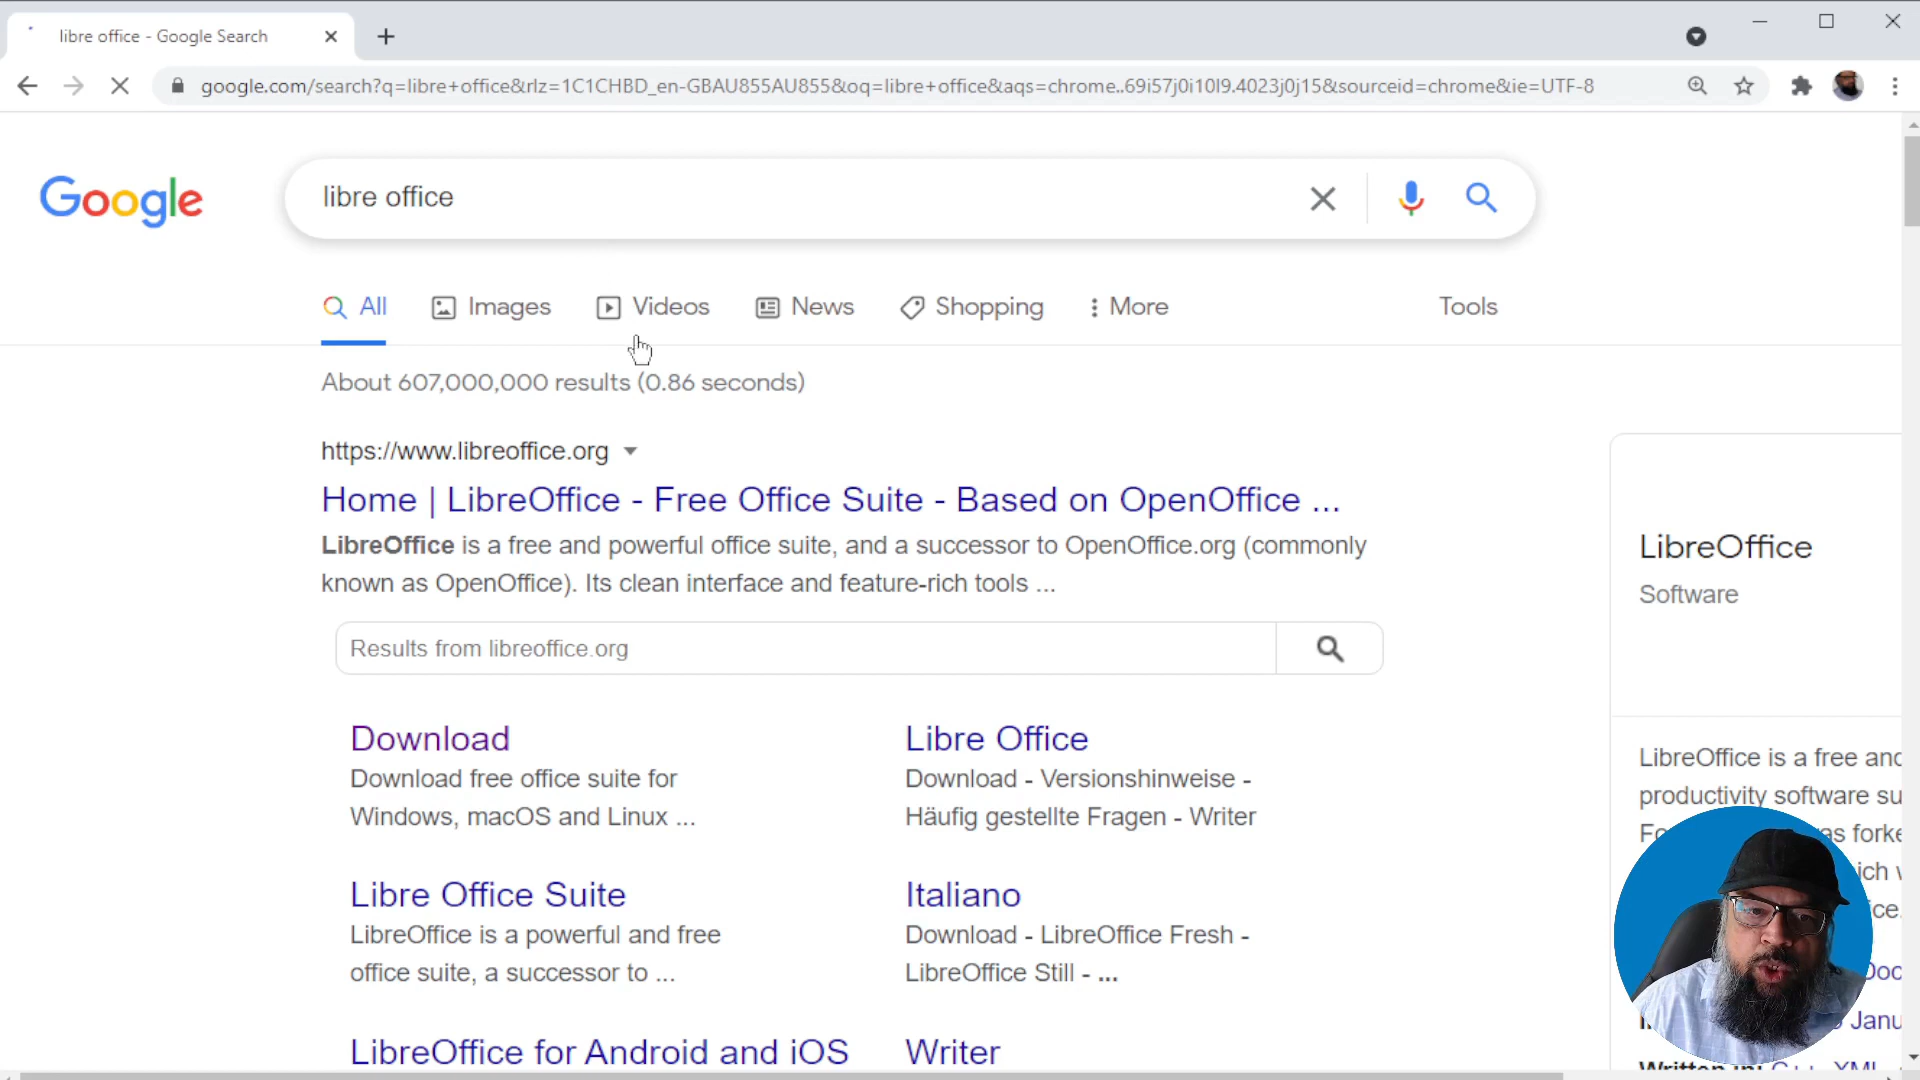 libre office - Google Search
google.com/search?q=libre+office&rlz=1C1CHBD_en-GBAU855AU855&oq=libre+office&aqs=chrome..69i57j0i10l9.4023j0j15&sourceid=chrome&ie=UTF-8
Google
libre office
All Images Videos News Shopping More Tools
About 607,000,000 results (0.86 seconds)
https://www.libreoffice.org
Home | LibreOffice - Free Office Suite - Based on OpenOffice ...
LibreOffice is a free and powerful office suite, and a successor to OpenOffice.org (commonly
known as OpenOffice). Its clean interface and feature-rich tools ...
Results from libreoffice.org
Download
Download free office suite for
Windows, macOS and Linux ...
Libre Office
Download - Versionshinweise -
Häufig gestellte Fragen - Writer
Libre Office Suite
LibreOffice is a powerful and free
office suite, a successor to ...
Italiano
Download - LibreOffice Fresh -
LibreOffice Still - ...
LibreOffice for Android and iOS
Writer
LibreOffice
Software
LibreOffice is a free and
productivity software su